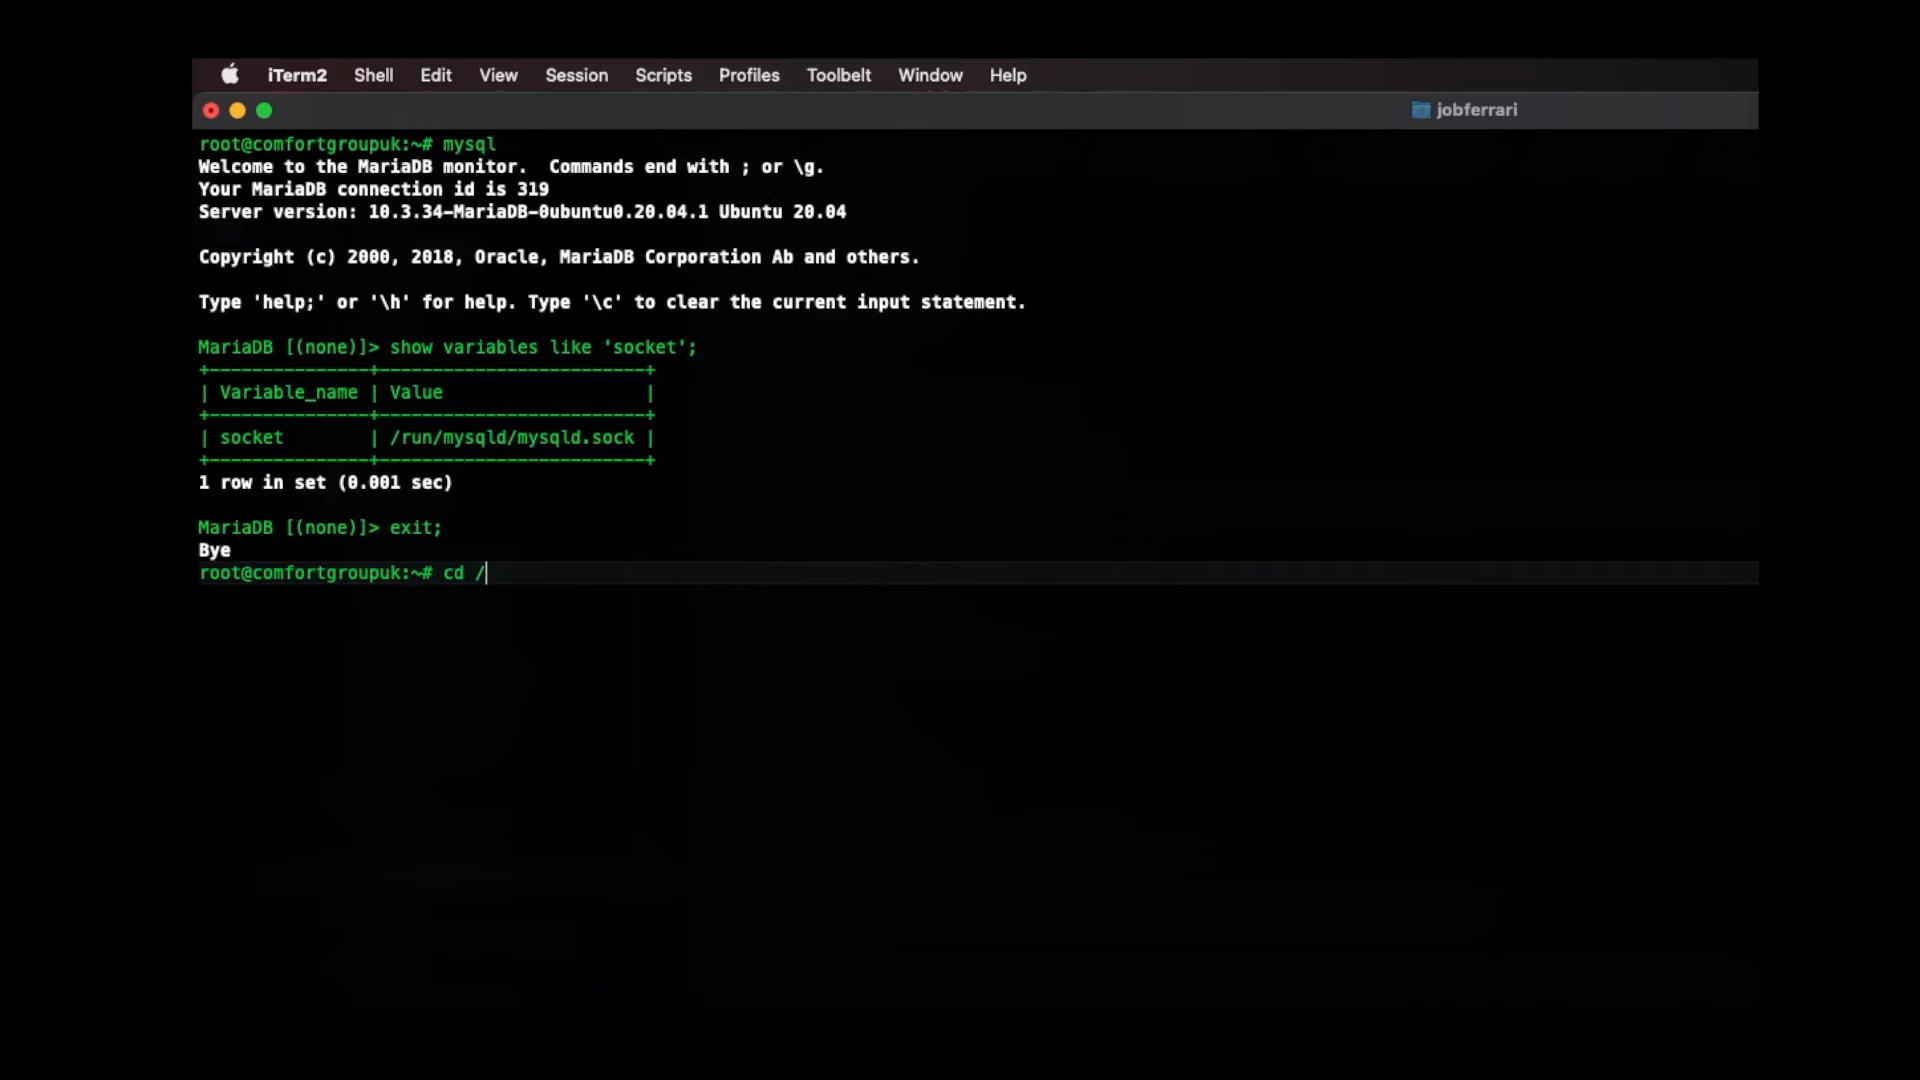 iTerm2 Shell Edit View Session Scripts Profiles Toolbelt Window Help
jobferrari
root@comfortgroupuk:~# mysql
Welcome to the MariaDB monitor.  Commands end with ; or \g.
Your MariaDB connection id is 319
Server version: 10.3.34-MariaDB-0ubuntu0.20.04.1 Ubuntu 20.04
Copyright (c) 2000, 2018, Oracle, MariaDB Corporation Ab and others.
Type 'help;' or '\h' for help. Type '\c' to clear the current input statement.
MariaDB [(none)]> show variables like 'socket';
+---------------+-------------------------+
| Variable_name | Value                   |
+---------------+-------------------------+
| socket        | /run/mysqld/mysqld.sock |
+---------------+-------------------------+
1 row in set (0.001 sec)
MariaDB [(none)]> exit;
Bye
root@comfortgroupuk:~# cd /